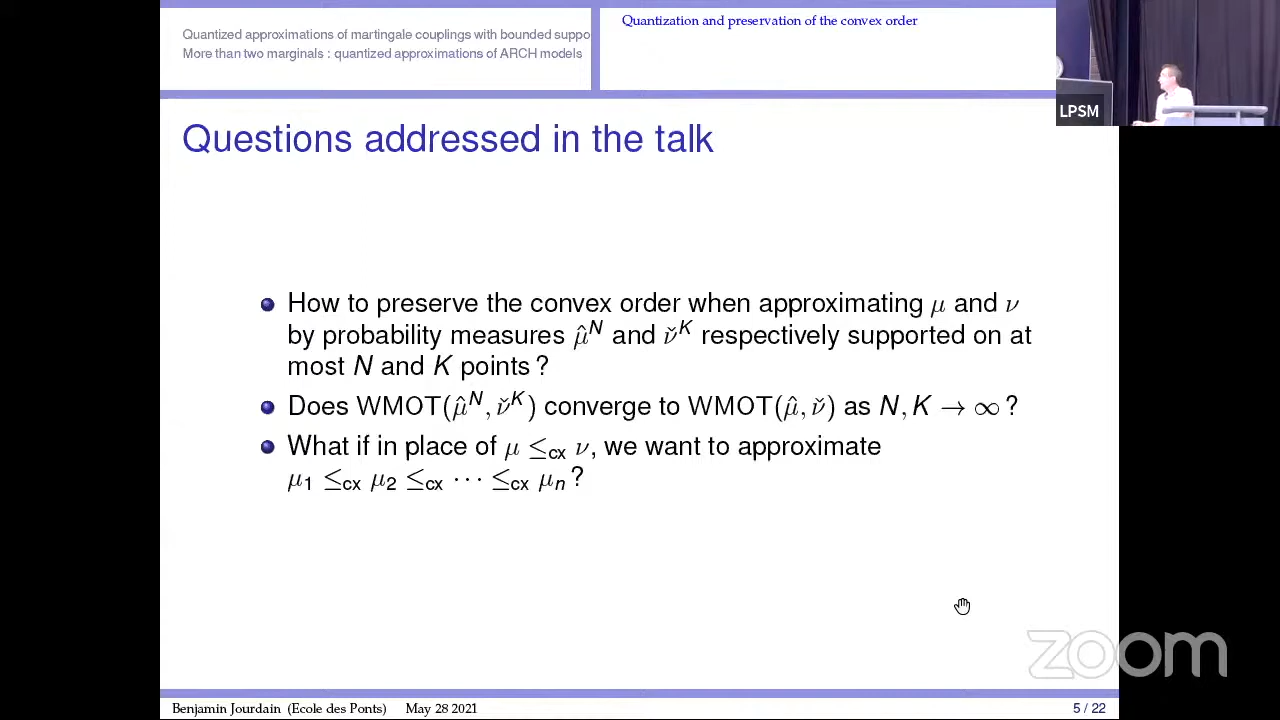 Quantized approximations of martingale couplings with bounded suppo
More than two marginals : quantized approximations of ARCH models
Quantization and preservation of the convex order
LPSM
Questions addressed in the talk
How to preserve the convex order when approximating μ and ν
by probability measures μ̂^N and ν̌^K respectively supported on at
most N and K points ?
Does WMOT(μ̂^N, ν̌^K) converge to WMOT(μ̂, ν̌) as N, K → ∞ ?
What if in place of μ ≤cx ν, we want to approximate
μ₁ ≤cx μ₂ ≤cx ⋯ ≤cx μₙ ?
zoom
Benjamin Jourdain (Ecole des Ponts) May 28 2021
5 / 22